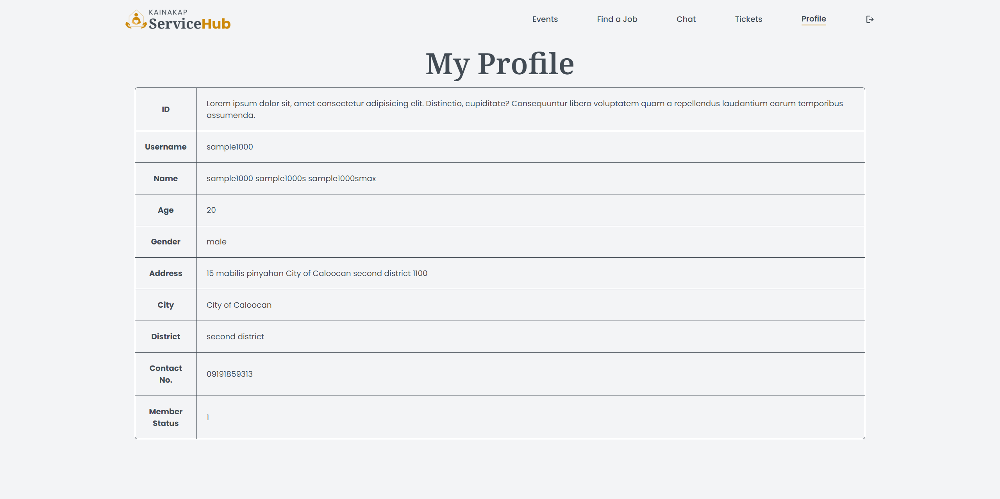 KAINAKAP
ServiceHub
Events
Find a Job
Chat
Tickets
Profile
My Profile
ID
Lorem ipsum dolor sit, amet consectetur adipisicing elit. Distinctio, cupiditate? Consequuntur libero voluptatem quam a repellendus laudantium earum temporibus
assumenda.
Username
sample1000
Name
sample1000 sample1000s sample1000smax
Age
20
Gender
male
Address
15 mabilis pinyahan City of Caloocan second district 1100
City
City of Caloocan
District
second district
Contact
No.
09191859313
Member
Status
1